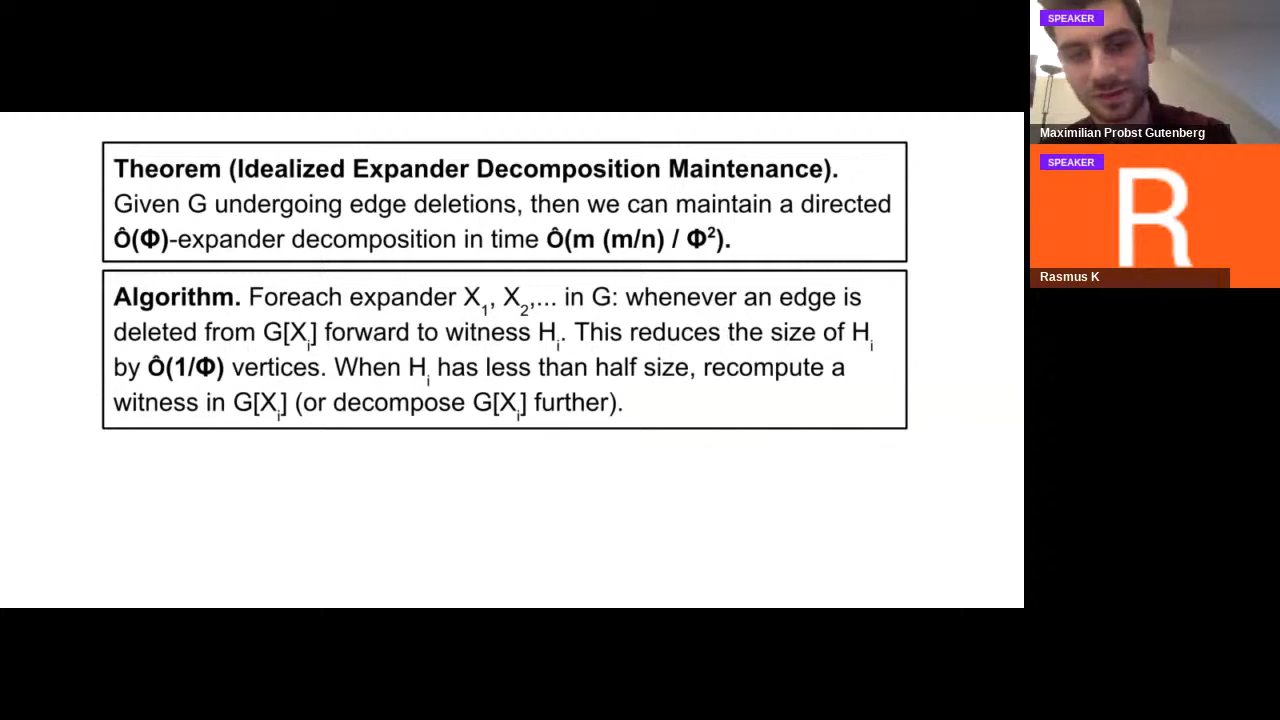 Theorem (Idealized Expander Decomposition Maintenance).
Given G undergoing edge deletions, then we can maintain a directed
Ô(Φ)-expander decomposition in time Ô(m (m/n) / Φ²).
Algorithm. Foreach expander X₁, X₂,... in G: whenever an edge is
deleted from G[Xᵢ] forward to witness Hᵢ. This reduces the size of Hᵢ
by Ô(1/Φ) vertices. When Hᵢ has less than half size, recompute a
witness in G[Xᵢ] (or decompose G[Xᵢ] further).
SPEAKER
Maximilian Probst Gutenberg
SPEAKER
R
Rasmus K